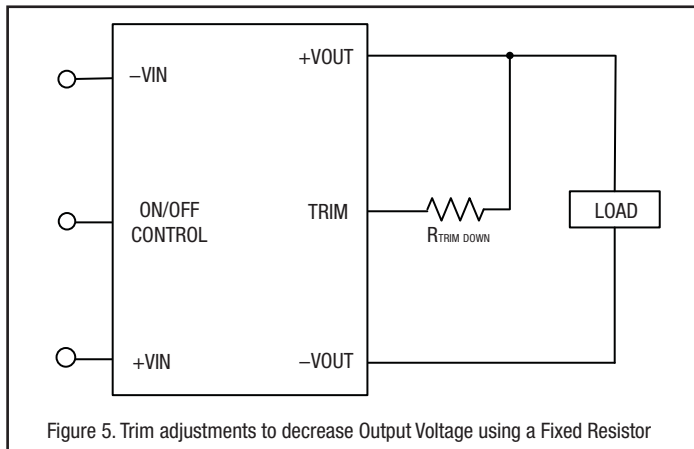 +VOUT
–VIN
ON/OFF
CONTROL
TRIM
RTRIM DOWN
LOAD
+VIN
–VOUT
Figure 5. Trim adjustments to decrease Output Voltage using a Fixed Resistor